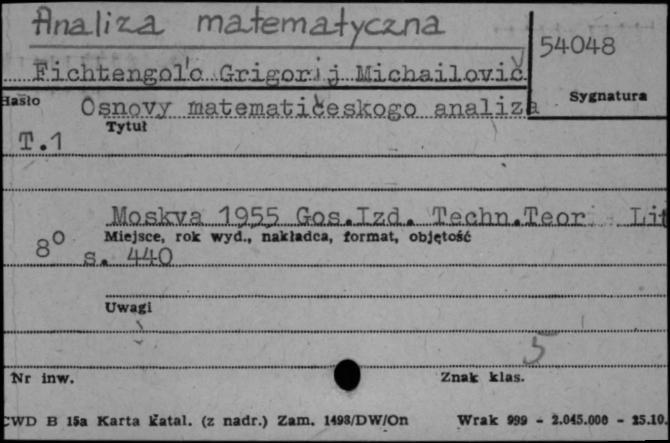 Analiza matematyczna
54048
Fichtengol'c Grigorij Michailovič
Hasło
Sygnatura
Osnovy matematičeskogo analiza
Tytuł
T.1
Moskva 1955 Gos.Izd. Techn.Teor Lit
Miejsce, rok wyd., nakładca, format, objętość
8⁰ s. 440
Uwagi
5
Nr inw.
Znak klas.
CWD B 15a Karta katal. (z nadr.) Zam. 1498/DW/On Wrak 999 - 2.045.000 - 25.10.